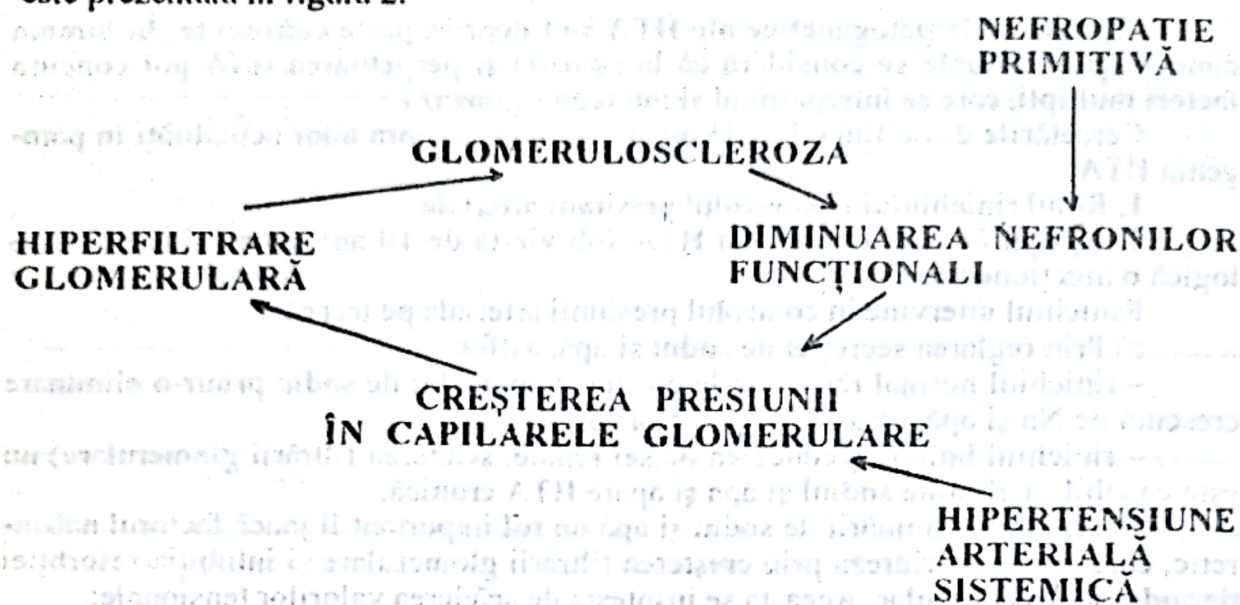 este prezentată în figura 2.
NEFROPATIE
PRIMITIVĂ
GLOMERULOSCLEROZA
HIPERFILTRARE
GLOMERULARĂ
DIMINUAREA NEFRONILOR
FUNCȚIONALI
CREȘTEREA PRESIUNII
ÎN CAPILARELE GLOMERULARE
HIPERTENSIUNE
ARTERIALĂ
SISTEMICĂ